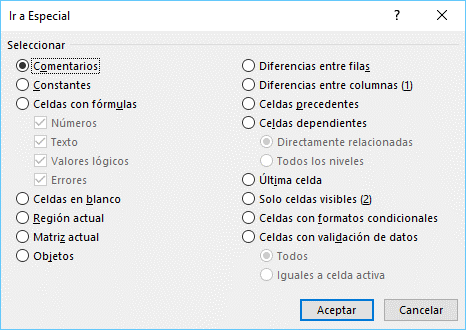 Ir a Especial
?
Seleccionar
Comentarios
Constantes
Celdas con fórmulas
Números
Texto
Valores lógicos
Errores
Celdas en blanco
Región actual
Matriz actual
Objetos
Diferencias entre filas
Diferencias entre columnas (1)
Celdas precedentes
Celdas dependientes
Directamente relacionadas
Todos los niveles
Última celda
Solo celdas visibles (2)
Celdas con formatos condicionales
Celdas con validación de datos
Todos
Iguales a celda activa
Aceptar
Cancelar